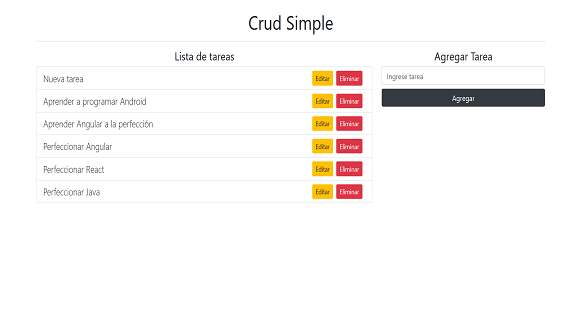 Crud Simple
Lista de tareas
Nueva tarea Editar Eliminar
Aprender a programar Android Editar Eliminar
Aprender Angular a la perfección Editar Eliminar
Perfeccionar Angular Editar Eliminar
Perfeccionar React Editar Eliminar
Perfeccionar Java Editar Eliminar
Agregar Tarea
Ingrese tarea
Agregar